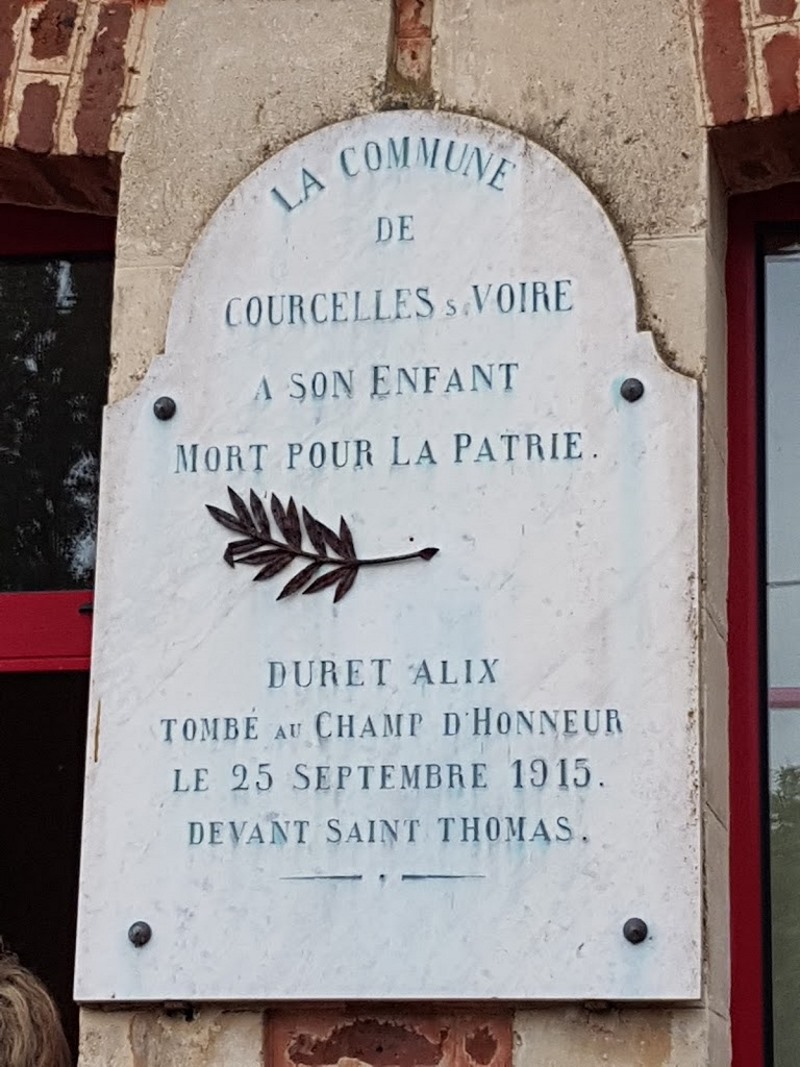 LA COMMUNE
DE
COURCELLES S. VOIRE
A SON ENFANT
MORT POUR LA PATRIE.
DURET ALIX
TOMBÉ AU CHAMP D'HONNEUR
LE 25 SEPTEMBRE 1915.
DEVANT SAINT THOMAS.